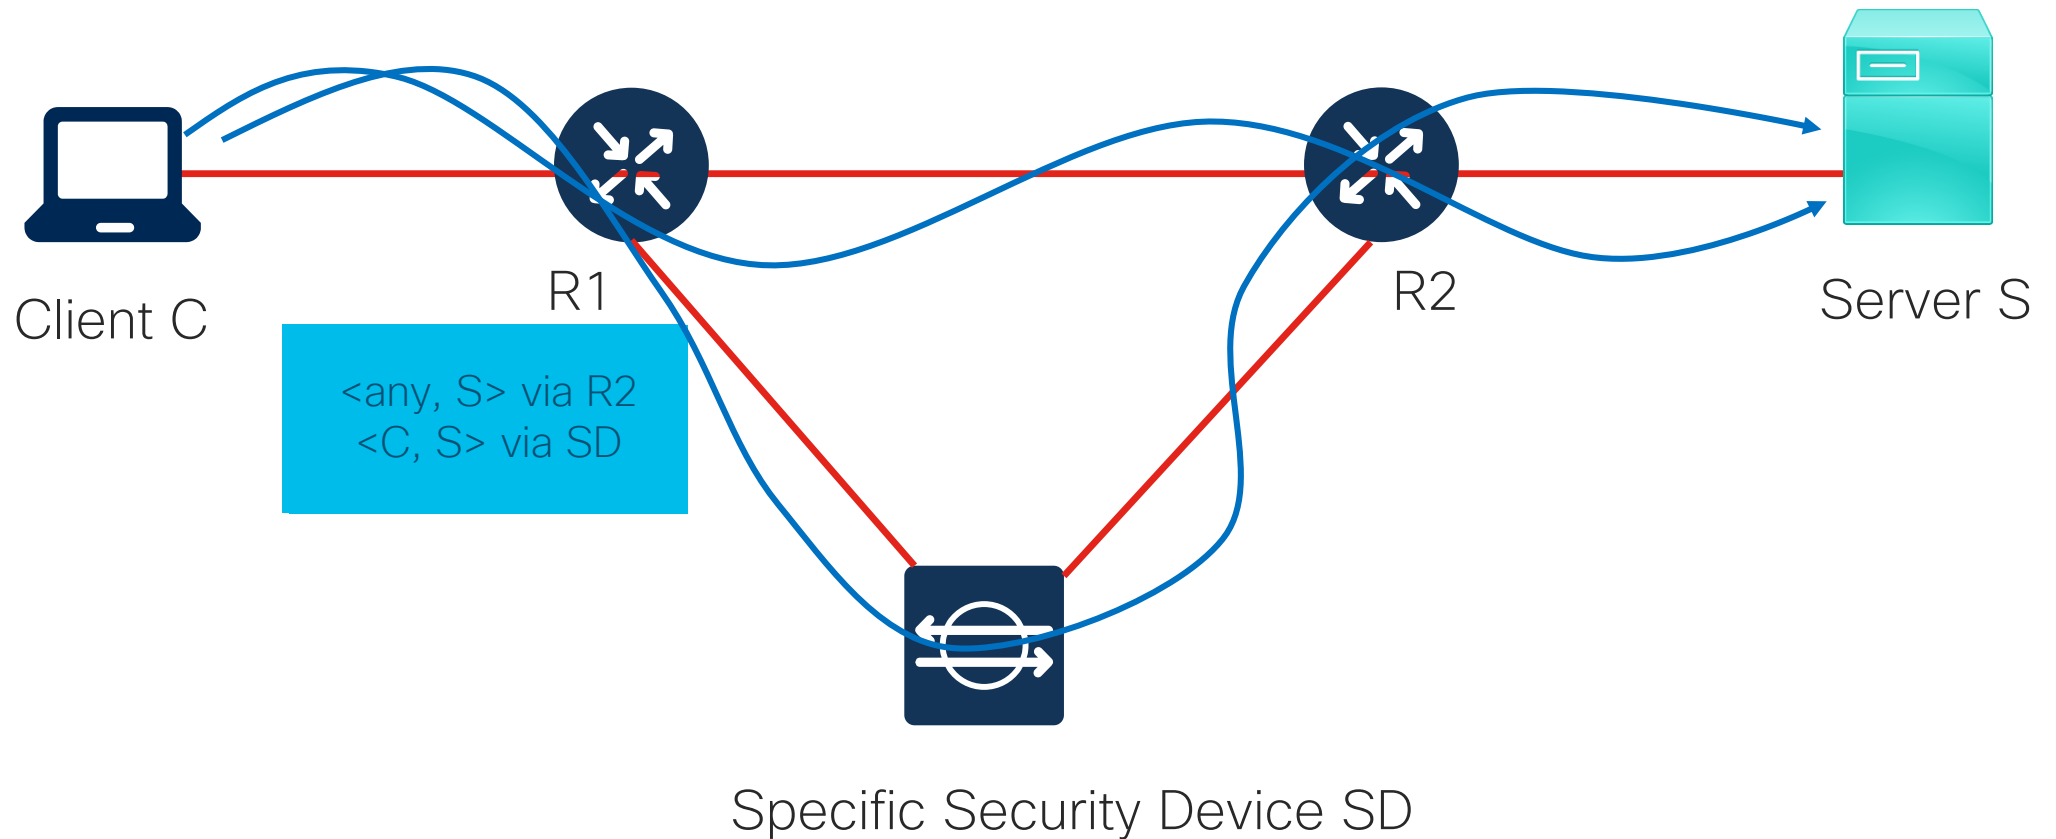 Client C
R1
R2
Server S
<any, S> via R2
<C, S> via SD
Specific Security Device SD